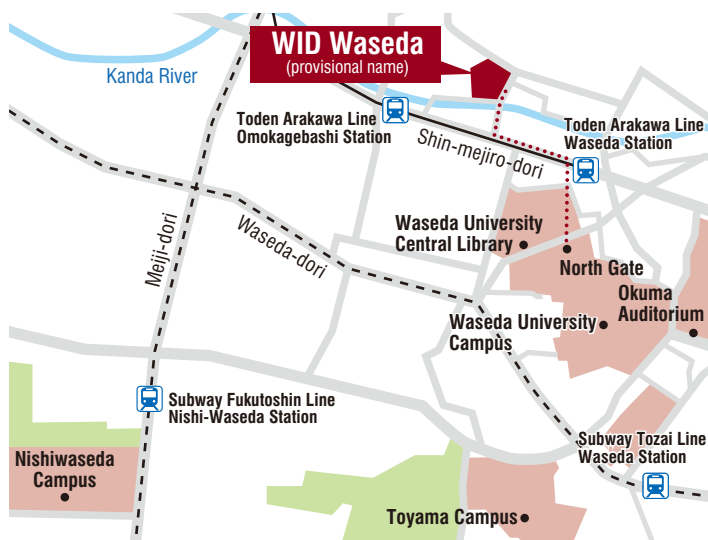 WID Waseda
(provisional name)
Kanda River
Toden Arakawa Line
Omokagebashi Station
Shin-mejiro-dori
Toden Arakawa Line
Waseda Station
Meiji-dori
Waseda-dori
Waseda University
Central Library
North Gate
Okuma
Auditorium
Waseda University
Campus
Subway Fukutoshin Line
Nishi-Waseda Station
Subway Tozai Line
Waseda Station
Nishiwaseda
Campus
Toyama Campus